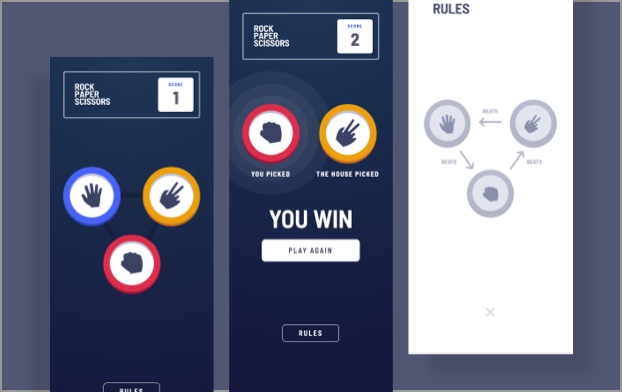 ROCK
PAPER
SCISSORS
SCORE
1
RULES
ROCK
PAPER
SCISSORS
SCORE
2
YOU PICKED
THE HOUSE PICKED
YOU WIN
PLAY AGAIN
RULES
RULES
BEATS
BEATS
BEATS